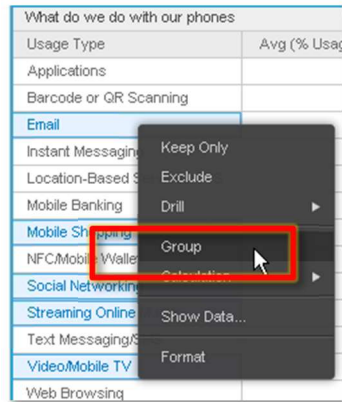 What do we do with our phones
Usage Type Avg (% Usag
Applications
Barcode or QR Scanning
Email
Instant Messagin
Keep Only
Location-Based S
Exclude
Mobile Banking
Drill
Mobile Shopping
Group
NFC/Mobile Walle
Calculation
Social Networkin
Streaming Online
Show Data...
Text Messaging/S
Format
Video/Mobile TV
Web Browsing